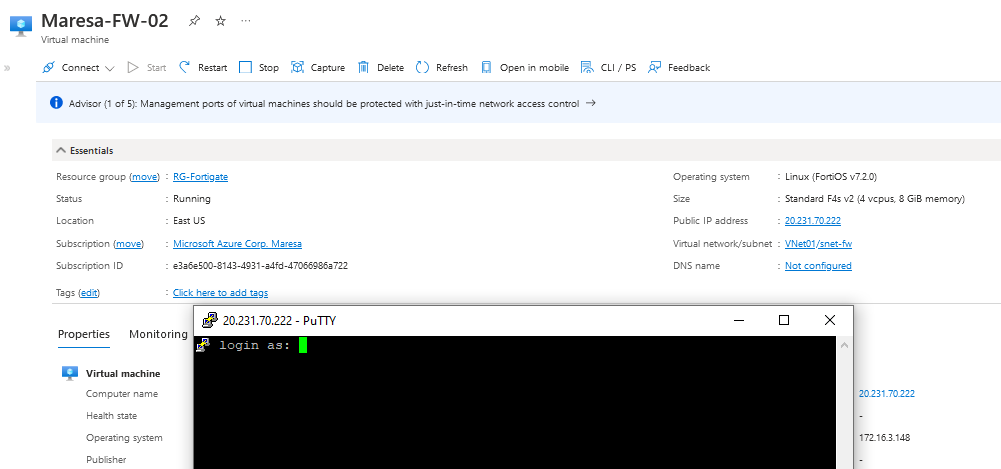 Maresa-FW-02
Virtual machine
Connect Start Restart Stop Capture Delete Refresh Open in mobile CLI / PS Feedback
Advisor (1 of 5): Management ports of virtual machines should be protected with just-in-time network access control →
Essentials
Resource group (move) : RG-Fortigate
Status : Running
Location : East US
Subscription (move) : Microsoft Azure Corp. Maresa
Subscription ID : e3a6e500-8143-4931-a4fd-47066986a722
Tags (edit) : Click here to add tags
Operating system : Linux (FortiOS v7.2.0)
Size : Standard F4s v2 (4 vcpus, 8 GiB memory)
Public IP address : 20.231.70.222
Virtual network/subnet : VNet01/snet-fw
DNS name : Not configured
Properties Monitoring
Virtual machine
Computer name
Health state
Operating system
Publisher
20.231.70.222 - PuTTY
login as:
20.231.70.222
-
172.16.3.148
-